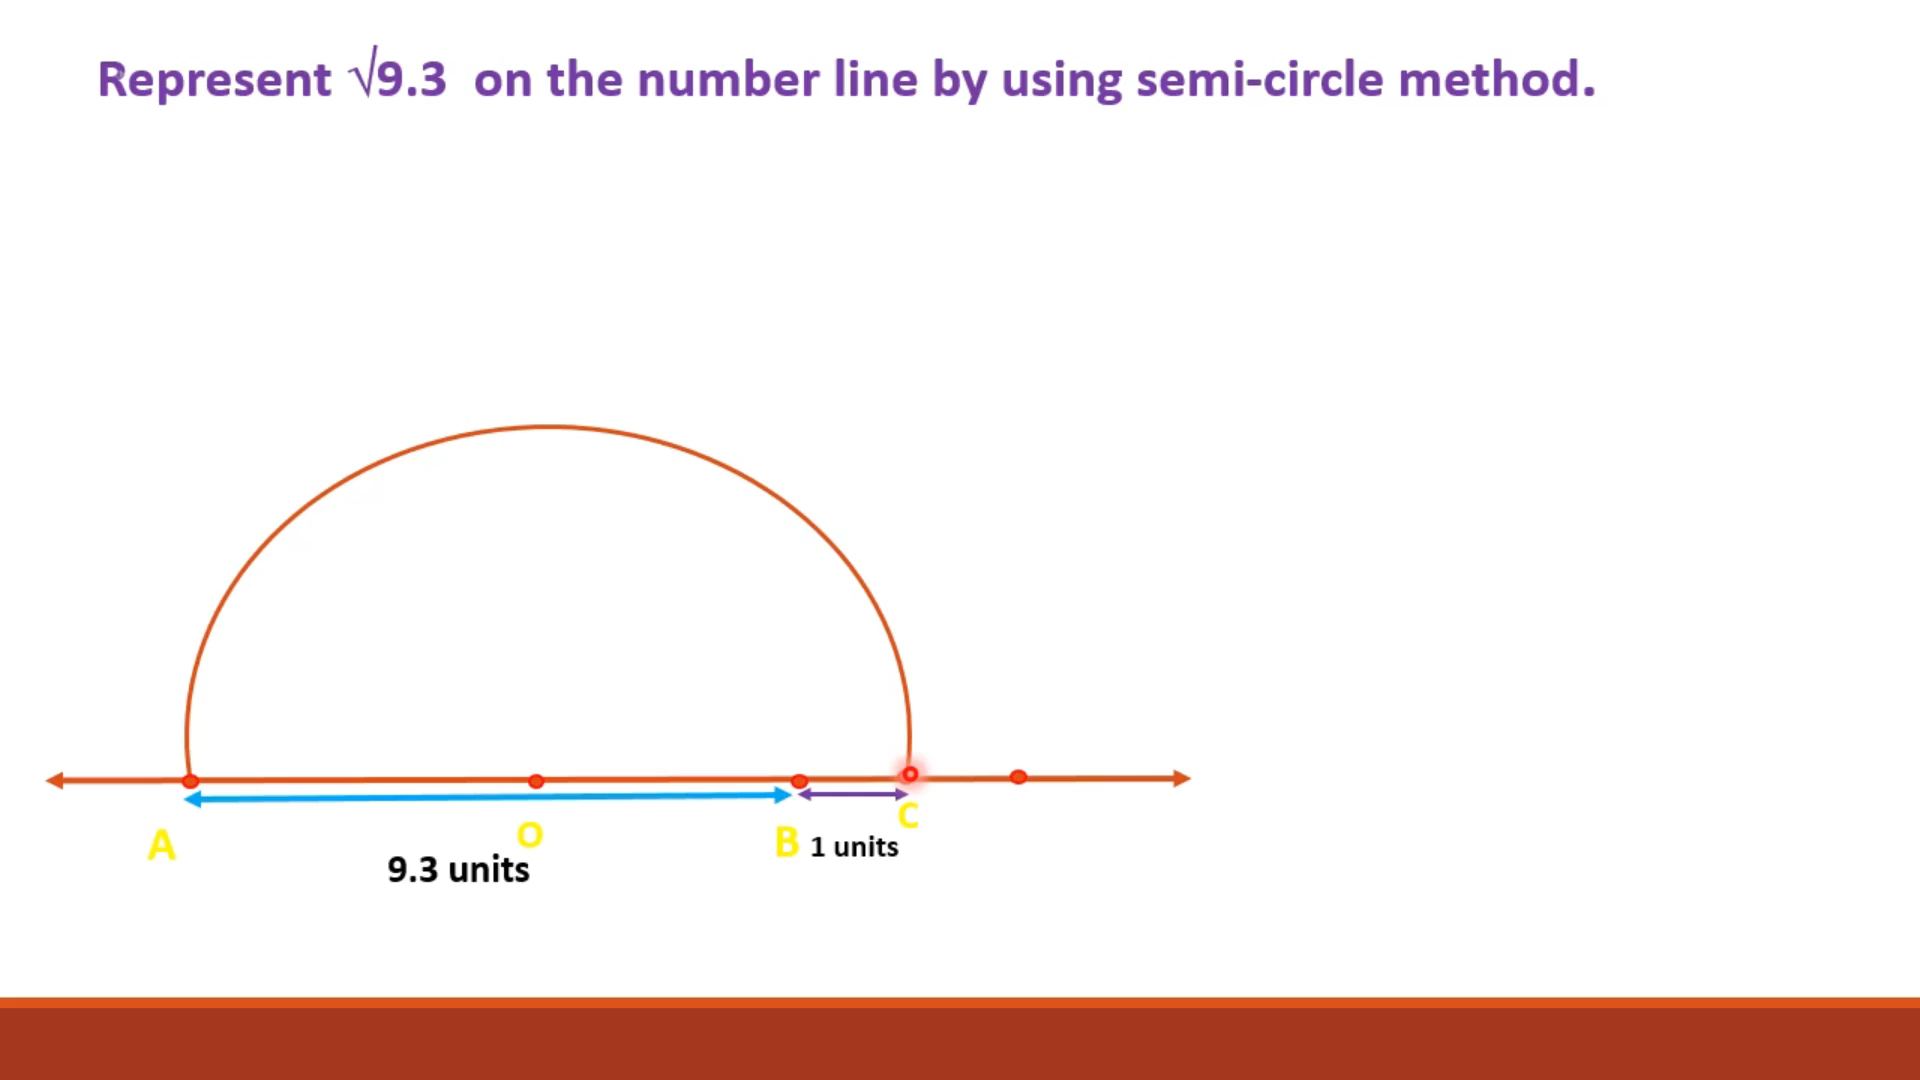 Represent √9.3 on the number line by using semi-circle method.
A
O
B
C
1 units
9.3 units